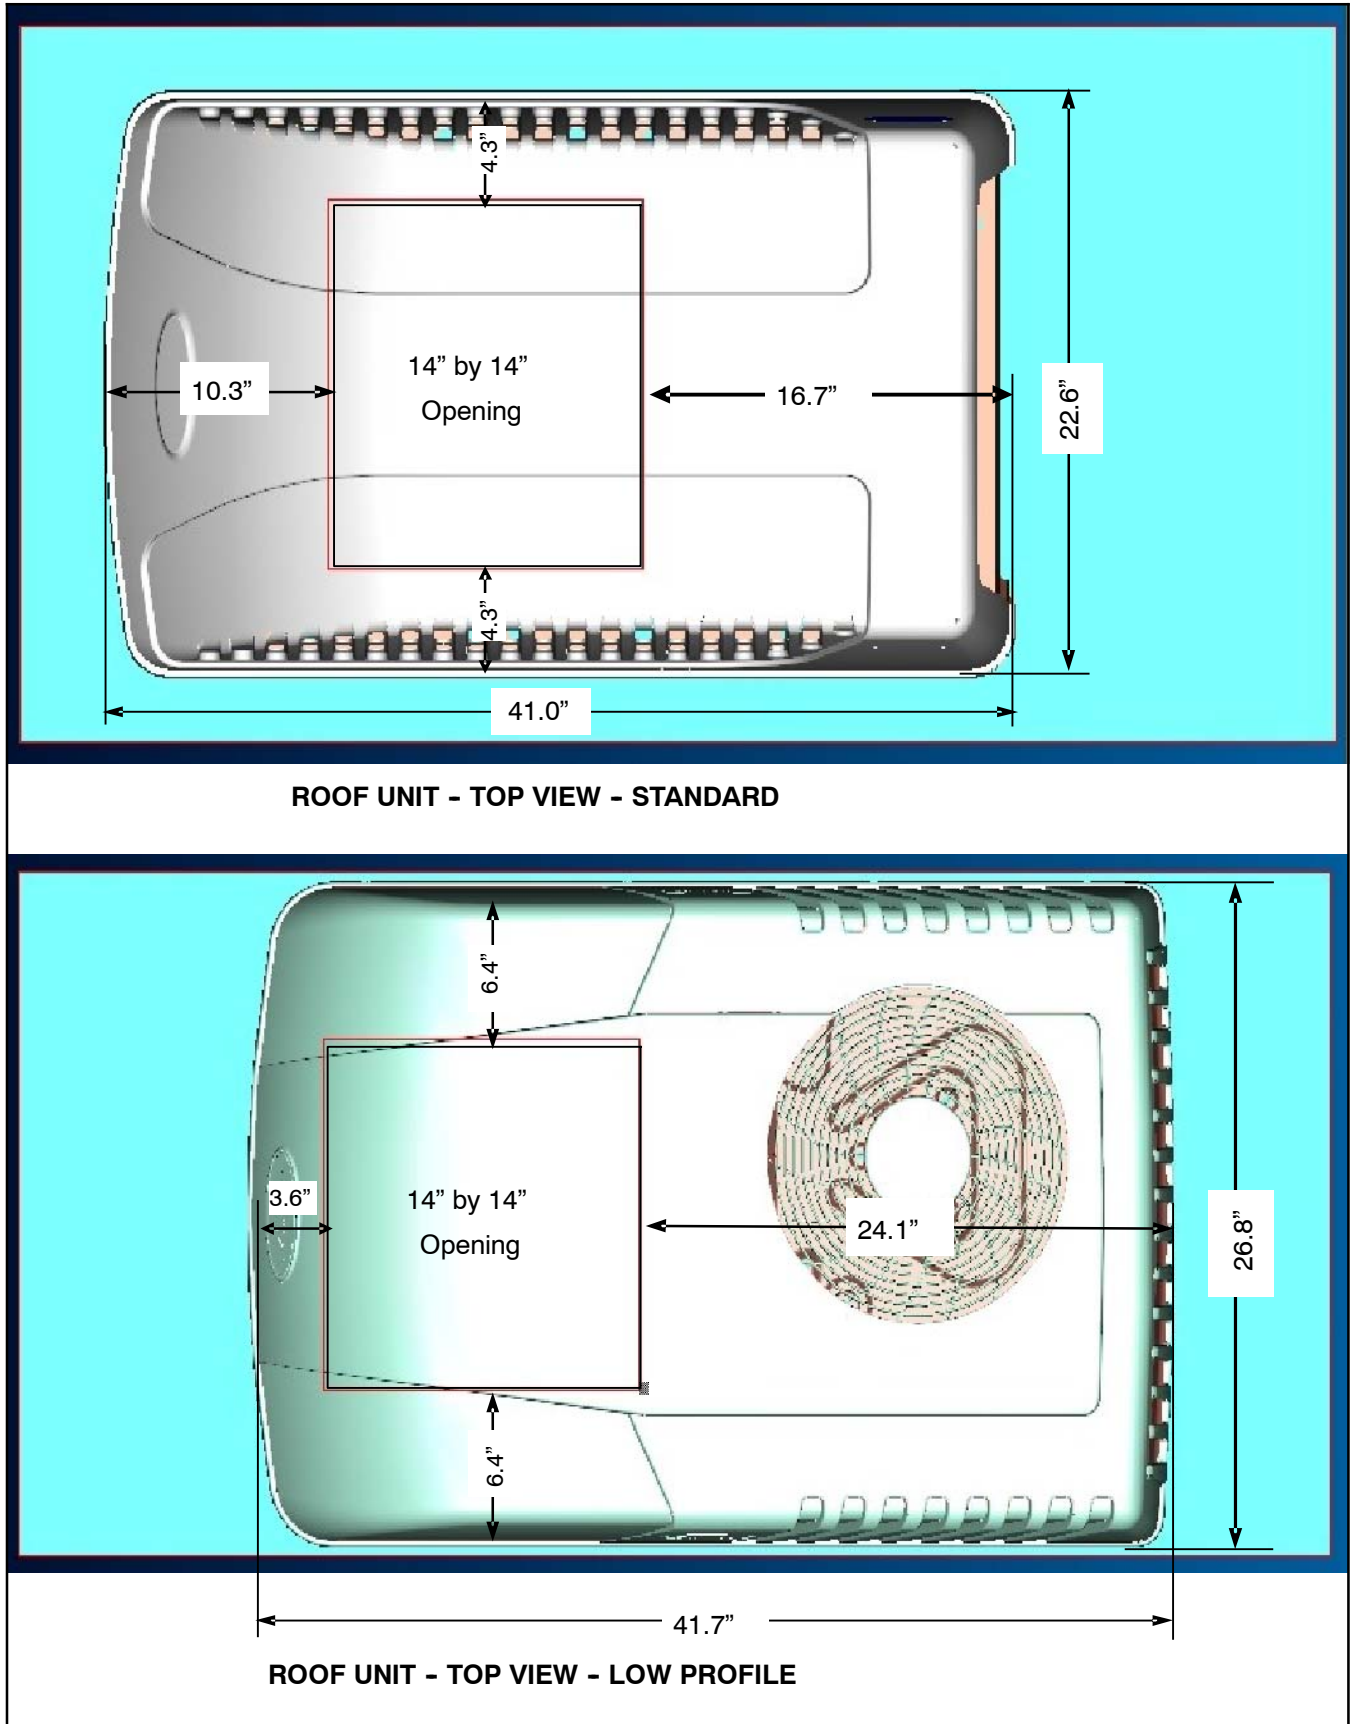 4.3”
14” by 14”
Opening
10.3”
16.7”
22.6”
4.3”
41.0”
ROOF UNIT - TOP VIEW - STANDARD
6.4”
3.6”
14” by 14”
Opening
24.1”
26.8”
6.4”
41.7”
ROOF UNIT - TOP VIEW - LOW PROFILE